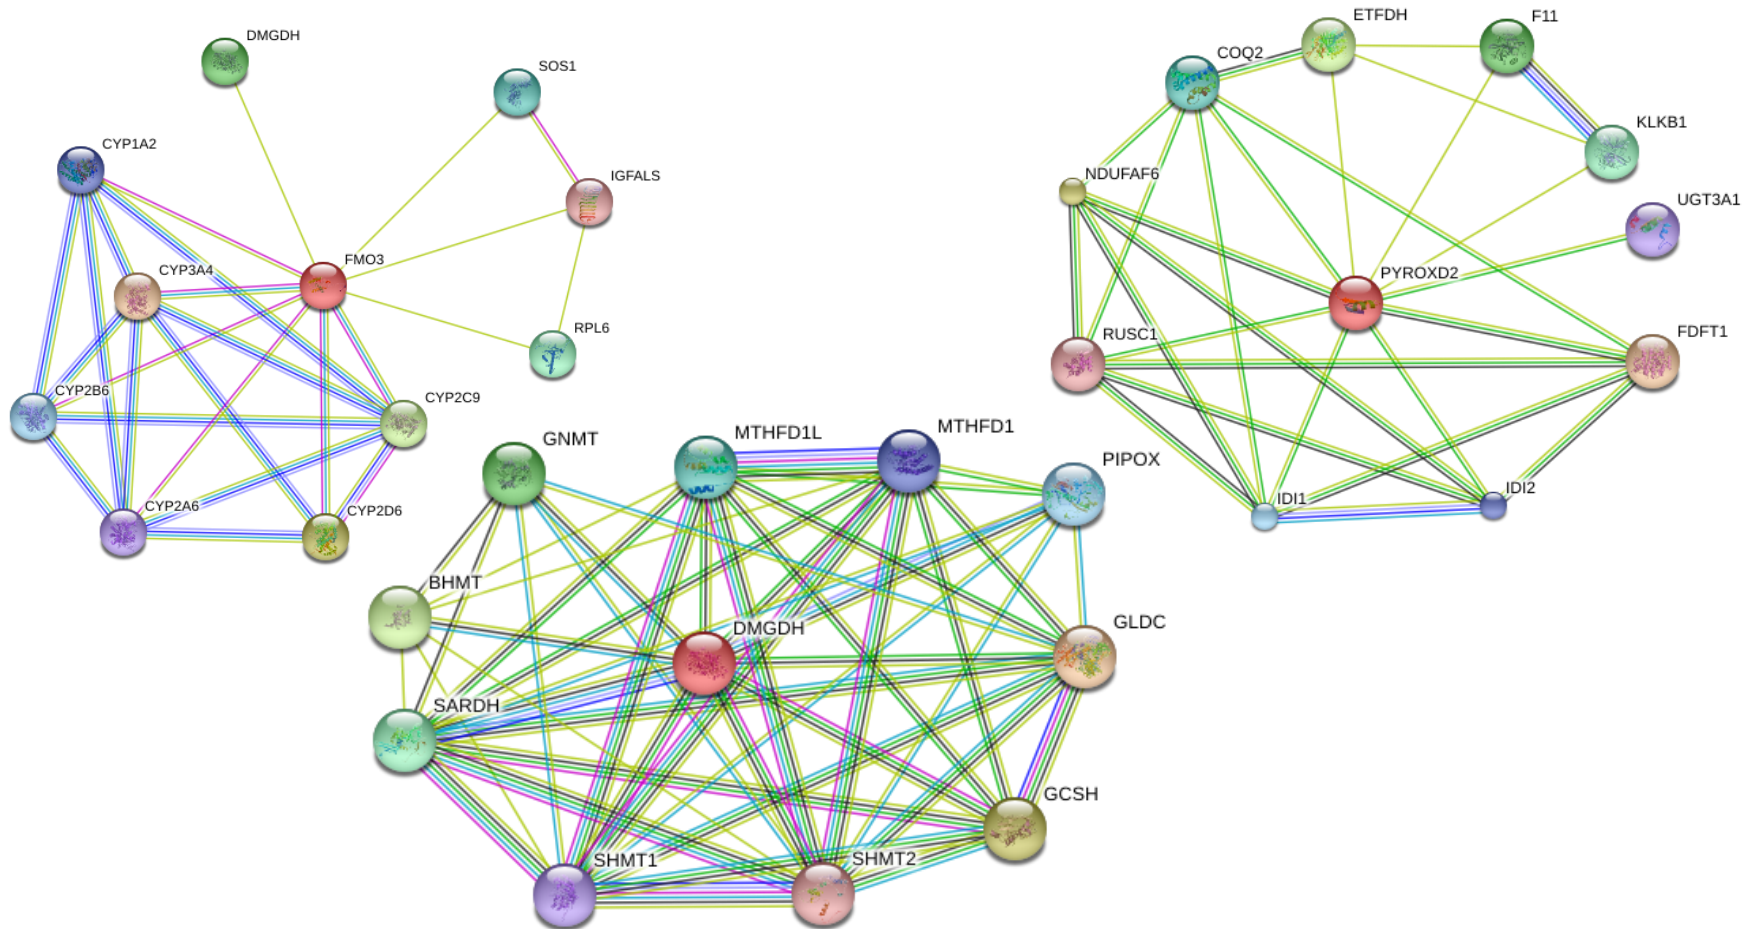 DMGDH
SOS1
CYP1A2
IGFALS
CYP3A4
FMO3
RPL6
CYP2B6
CYP2C9
CYP2A6
CYP2D6
ETFDH
F11
COQ2
KLKB1
NDUFAF6
UGT3A1
PYROXD2
RUSC1
FDFT1
IDI1
IDI2
GNMT
MTHFD1L
MTHFD1
PIPOX
BHMT
DMGDH
GLDC
SARDH
GCSH
SHMT1
SHMT2